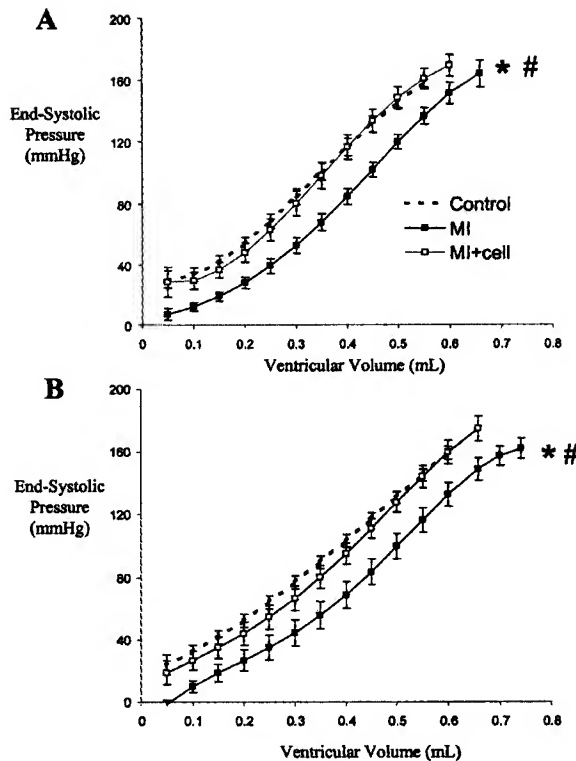 A
200
160
* #
End-Systolic
Pressure
(mmHg)
120
80
Control
MI
MI+cell
40
0
0 0.1 0.2 0.3 0.4 0.5 0.6 0.7 0.8
Ventricular Volume (mL)
B
200
160
* #
End-Systolic
Pressure
(mmHg)
120
80
40
0
0 0.1 0.2 0.3 0.4 0.5 0.6 0.7 0.8
Ventricular Volume (mL)